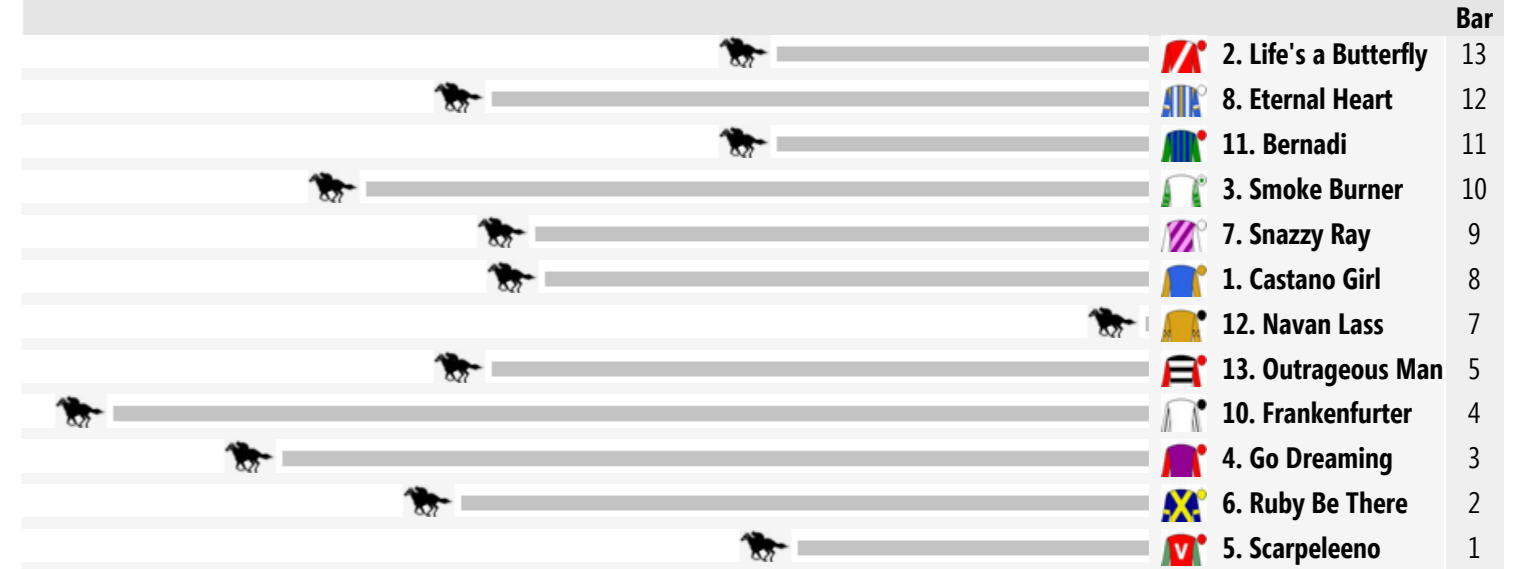 Bar
2. Life's a Butterfly 13
8. Eternal Heart 12
11. Bernadi 11
3. Smoke Burner 10
7. Snazzy Ray 9
1. Castano Girl 8
12. Navan Lass 7
13. Outrageous Man 5
10. Frankenfurter 4
4. Go Dreaming 3
6. Ruby Be There 2
V 5. Scarpeleeno 1